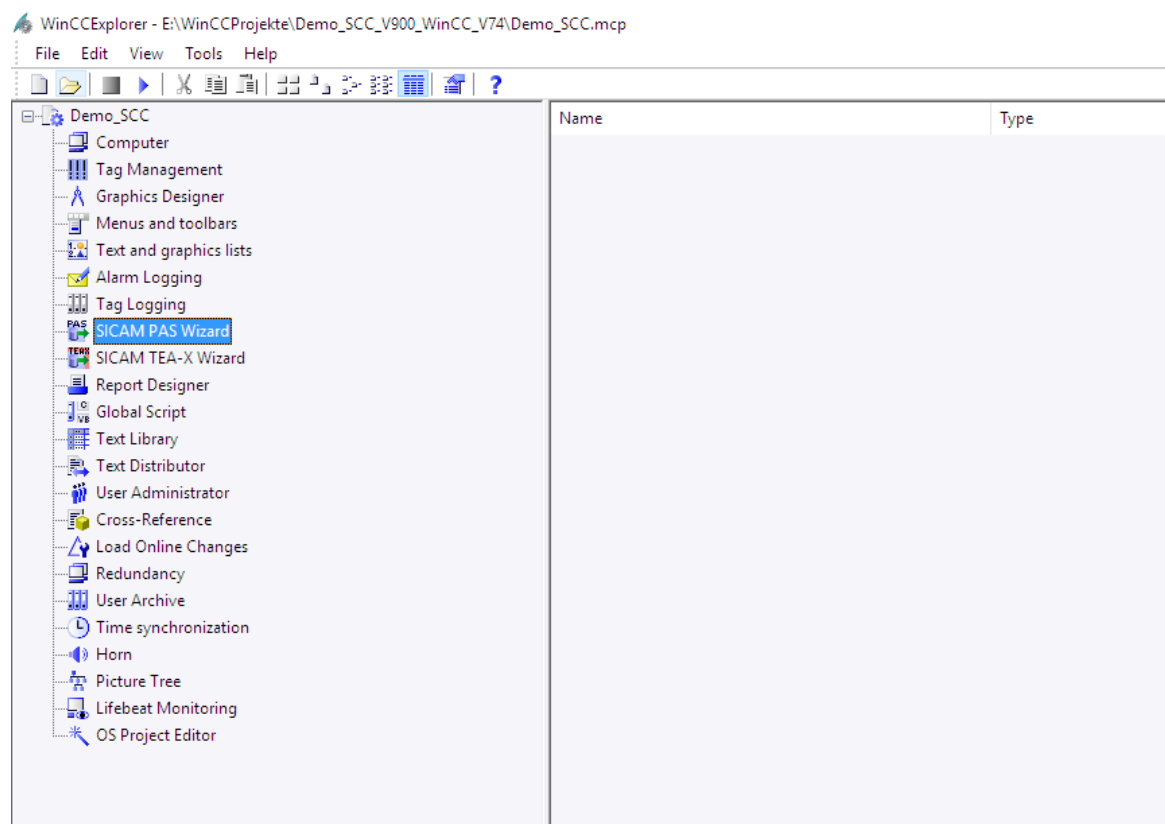 WinCCExplorer - E:\WinCCProjekte\Demo_SCC_V900_WinCC_V74\Demo_SCC.mcp
File Edit View Tools Help
Demo_SCC
Name Type
Computer
Tag Management
Graphics Designer
Menus and toolbars
Text and graphics lists
Alarm Logging
Tag Logging
PAS SICAM PAS Wizard
TEAX SICAM TEA-X Wizard
Report Designer
Global Script
Text Library
Text Distributor
User Administrator
Cross-Reference
Load Online Changes
Redundancy
User Archive
Time synchronization
Horn
Picture Tree
Lifebeat Monitoring
OS Project Editor